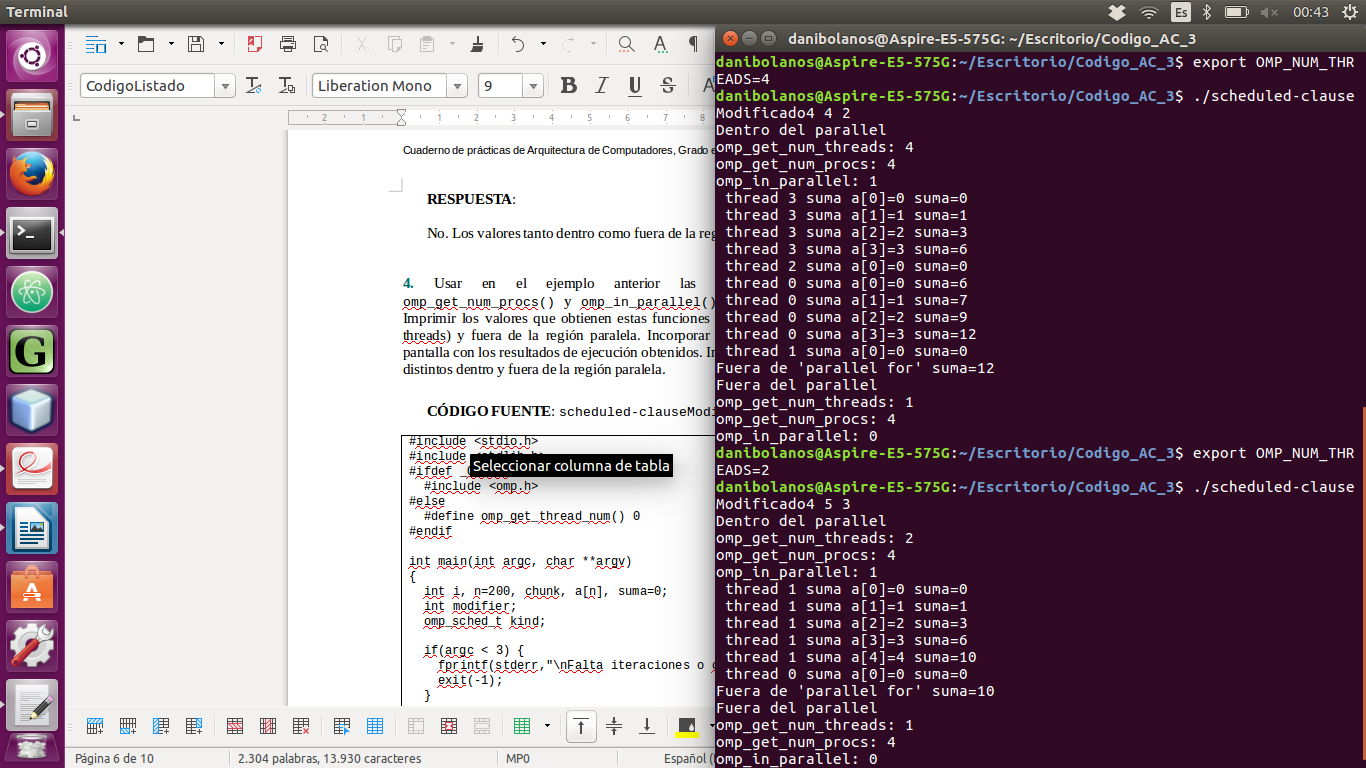 Terminal
Es
00:43
CodigoListado
Liberation Mono
9
2 1 1 2 3 4 5 6 7 8
Cuaderno de prácticas de Arquitectura de Computadores, Grado e
RESPUESTA:
No. Los valores tanto dentro como fuera de la reg
4. Usar en el ejemplo anterior las
omp_get_num_procs() y omp_in_parallel()
Imprimir los valores que obtienen estas funciones
threads) y fuera de la región paralela. Incorporar
pantalla con los resultados de ejecución obtenidos. In
distintos dentro y fuera de la región paralela.
CÓDIGO FUENTE: scheduled-clauseModi
#include <stdio.h>
#include
#ifdef
#include <omp.h>
#else
#define omp_get_thread_num() 0
#endif
int main(int argc, char **argv)
{
int i, n=200, chunk, a[n], suma=0;
int modifier;
omp_sched_t kind;
if(argc < 3) {
fprintf(stderr,"\nFalta iteraciones o
exit(-1);
}
Seleccionar columna de tabla
Página 6 de 10
2.304 palabras, 13.930 caracteres
MP0
Español (
danibolanos@Aspire-E5-575G: ~/Escritorio/Codigo_AC_3
danibolanos@Aspire-E5-575G:~/Escritorio/Codigo_AC_3$ export OMP_NUM_THR
EADS=4
danibolanos@Aspire-E5-575G:~/Escritorio/Codigo_AC_3$ ./scheduled-clause
Modificado4 4 2
Dentro del parallel
omp_get_num_threads: 4
omp_get_num_procs: 4
omp_in_parallel: 1
thread 3 suma a[0]=0 suma=0
thread 3 suma a[1]=1 suma=1
thread 3 suma a[2]=2 suma=3
thread 3 suma a[3]=3 suma=6
thread 2 suma a[0]=0 suma=0
thread 0 suma a[0]=0 suma=6
thread 0 suma a[1]=1 suma=7
thread 0 suma a[2]=2 suma=9
thread 0 suma a[3]=3 suma=12
thread 1 suma a[0]=0 suma=0
Fuera de 'parallel for' suma=12
Fuera del parallel
omp_get_num_threads: 1
omp_get_num_procs: 4
omp_in_parallel: 0
danibolanos@Aspire-E5-575G:~/Escritorio/Codigo_AC_3$ export OMP_NUM_THR
EADS=2
danibolanos@Aspire-E5-575G:~/Escritorio/Codigo_AC_3$ ./scheduled-clause
Modificado4 5 3
Dentro del parallel
omp_get_num_threads: 2
omp_get_num_procs: 4
omp_in_parallel: 1
thread 1 suma a[0]=0 suma=0
thread 1 suma a[1]=1 suma=1
thread 1 suma a[2]=2 suma=3
thread 1 suma a[3]=3 suma=6
thread 1 suma a[4]=4 suma=10
thread 0 suma a[0]=0 suma=0
Fuera de 'parallel for' suma=10
Fuera del parallel
omp_get_num_threads: 1
omp_get_num_procs: 4
omp_in_parallel: 0